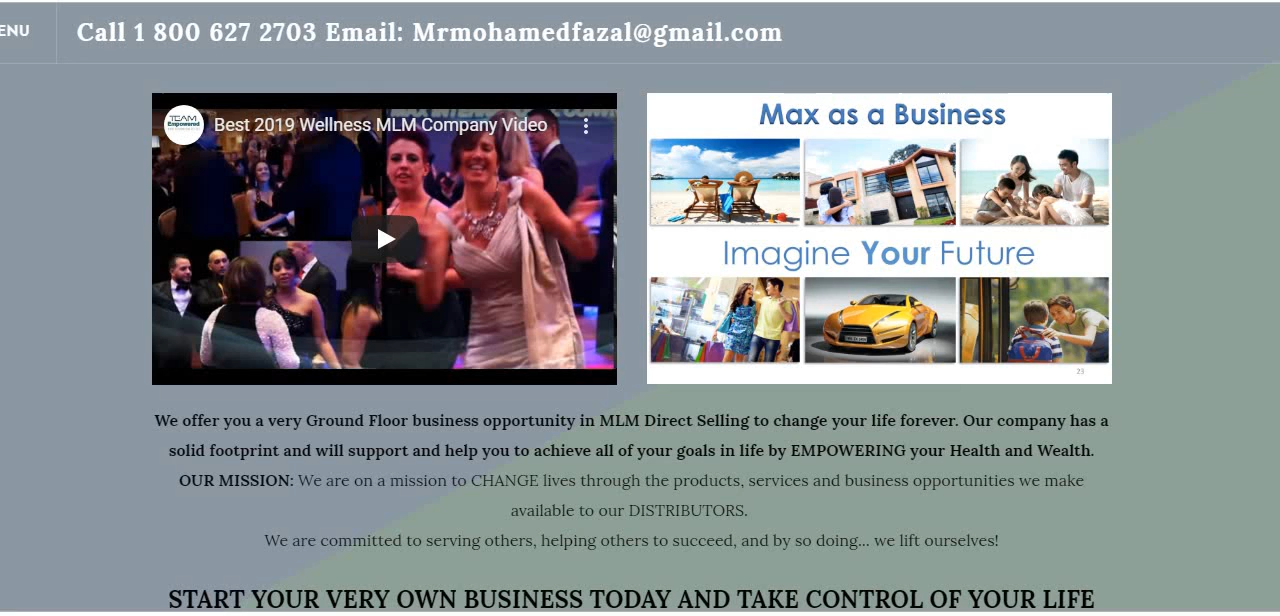 ENU
Call 1 800 627 2703 Email: Mrmohamedfazal@gmail.com
TEAM
Empowered
Best 2019 Wellness MLM Company Video
Max as a Business
Imagine Your Future
23
We offer you a very Ground Floor business opportunity in MLM Direct Selling to change your life forever. Our company has a
solid footprint and will support and help you to achieve all of your goals in life by EMPOWERING your Health and Wealth.
OUR MISSION: We are on a mission to CHANGE lives through the products, services and business opportunities we make
available to our DISTRIBUTORS.
We are committed to serving others, helping others to succeed, and by so doing... we lift ourselves!
START YOUR VERY OWN BUSINESS TODAY AND TAKE CONTROL OF YOUR LIFE